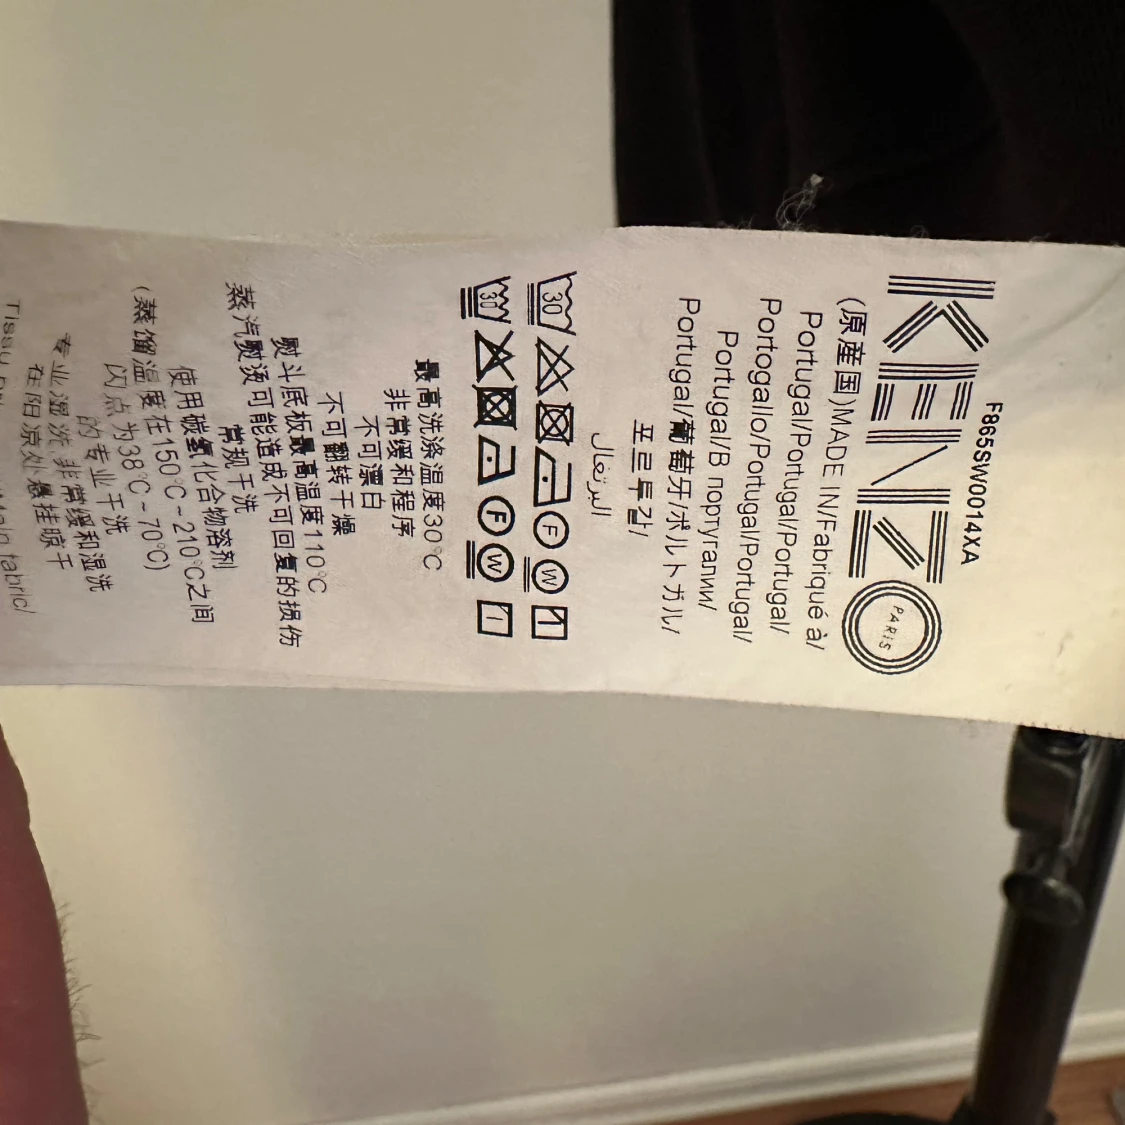 F865SW0014XA
KENZO
PARIS
(原産国)MADE IN/Fabriqué à/
Portugal/Portugal/Portugal/
Portogallo/Portugal/Portugal/
Portugal/В португалии/
Portugal/葡萄牙/ポルトガル/
포르투갈/
البرتغال
30 F W
30 F W
最高洗涤温度30°C
非常缓和程序
不可漂白
不可翻转干燥
熨斗底板最高温度110°C
蒸汽熨烫可能造成不可回复的损伤
常规干洗
使用碳氢化合物溶剂
(蒸馏温度在150°C~210°C之间
闪点为38°C~70°C)
的专业干洗
专业湿洗 非常缓和湿洗
在阴凉处悬挂晾干
fabric/